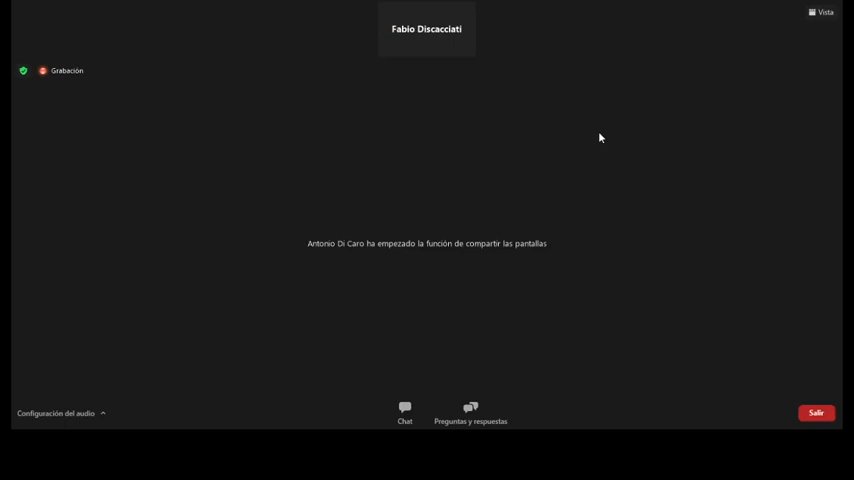 Fabio Discacciati
Vista
Grabación
Antonio Di Caro ha empezado la función de compartir las pantallas
Configuración del audio
Chat
Preguntas y respuestas
Salir